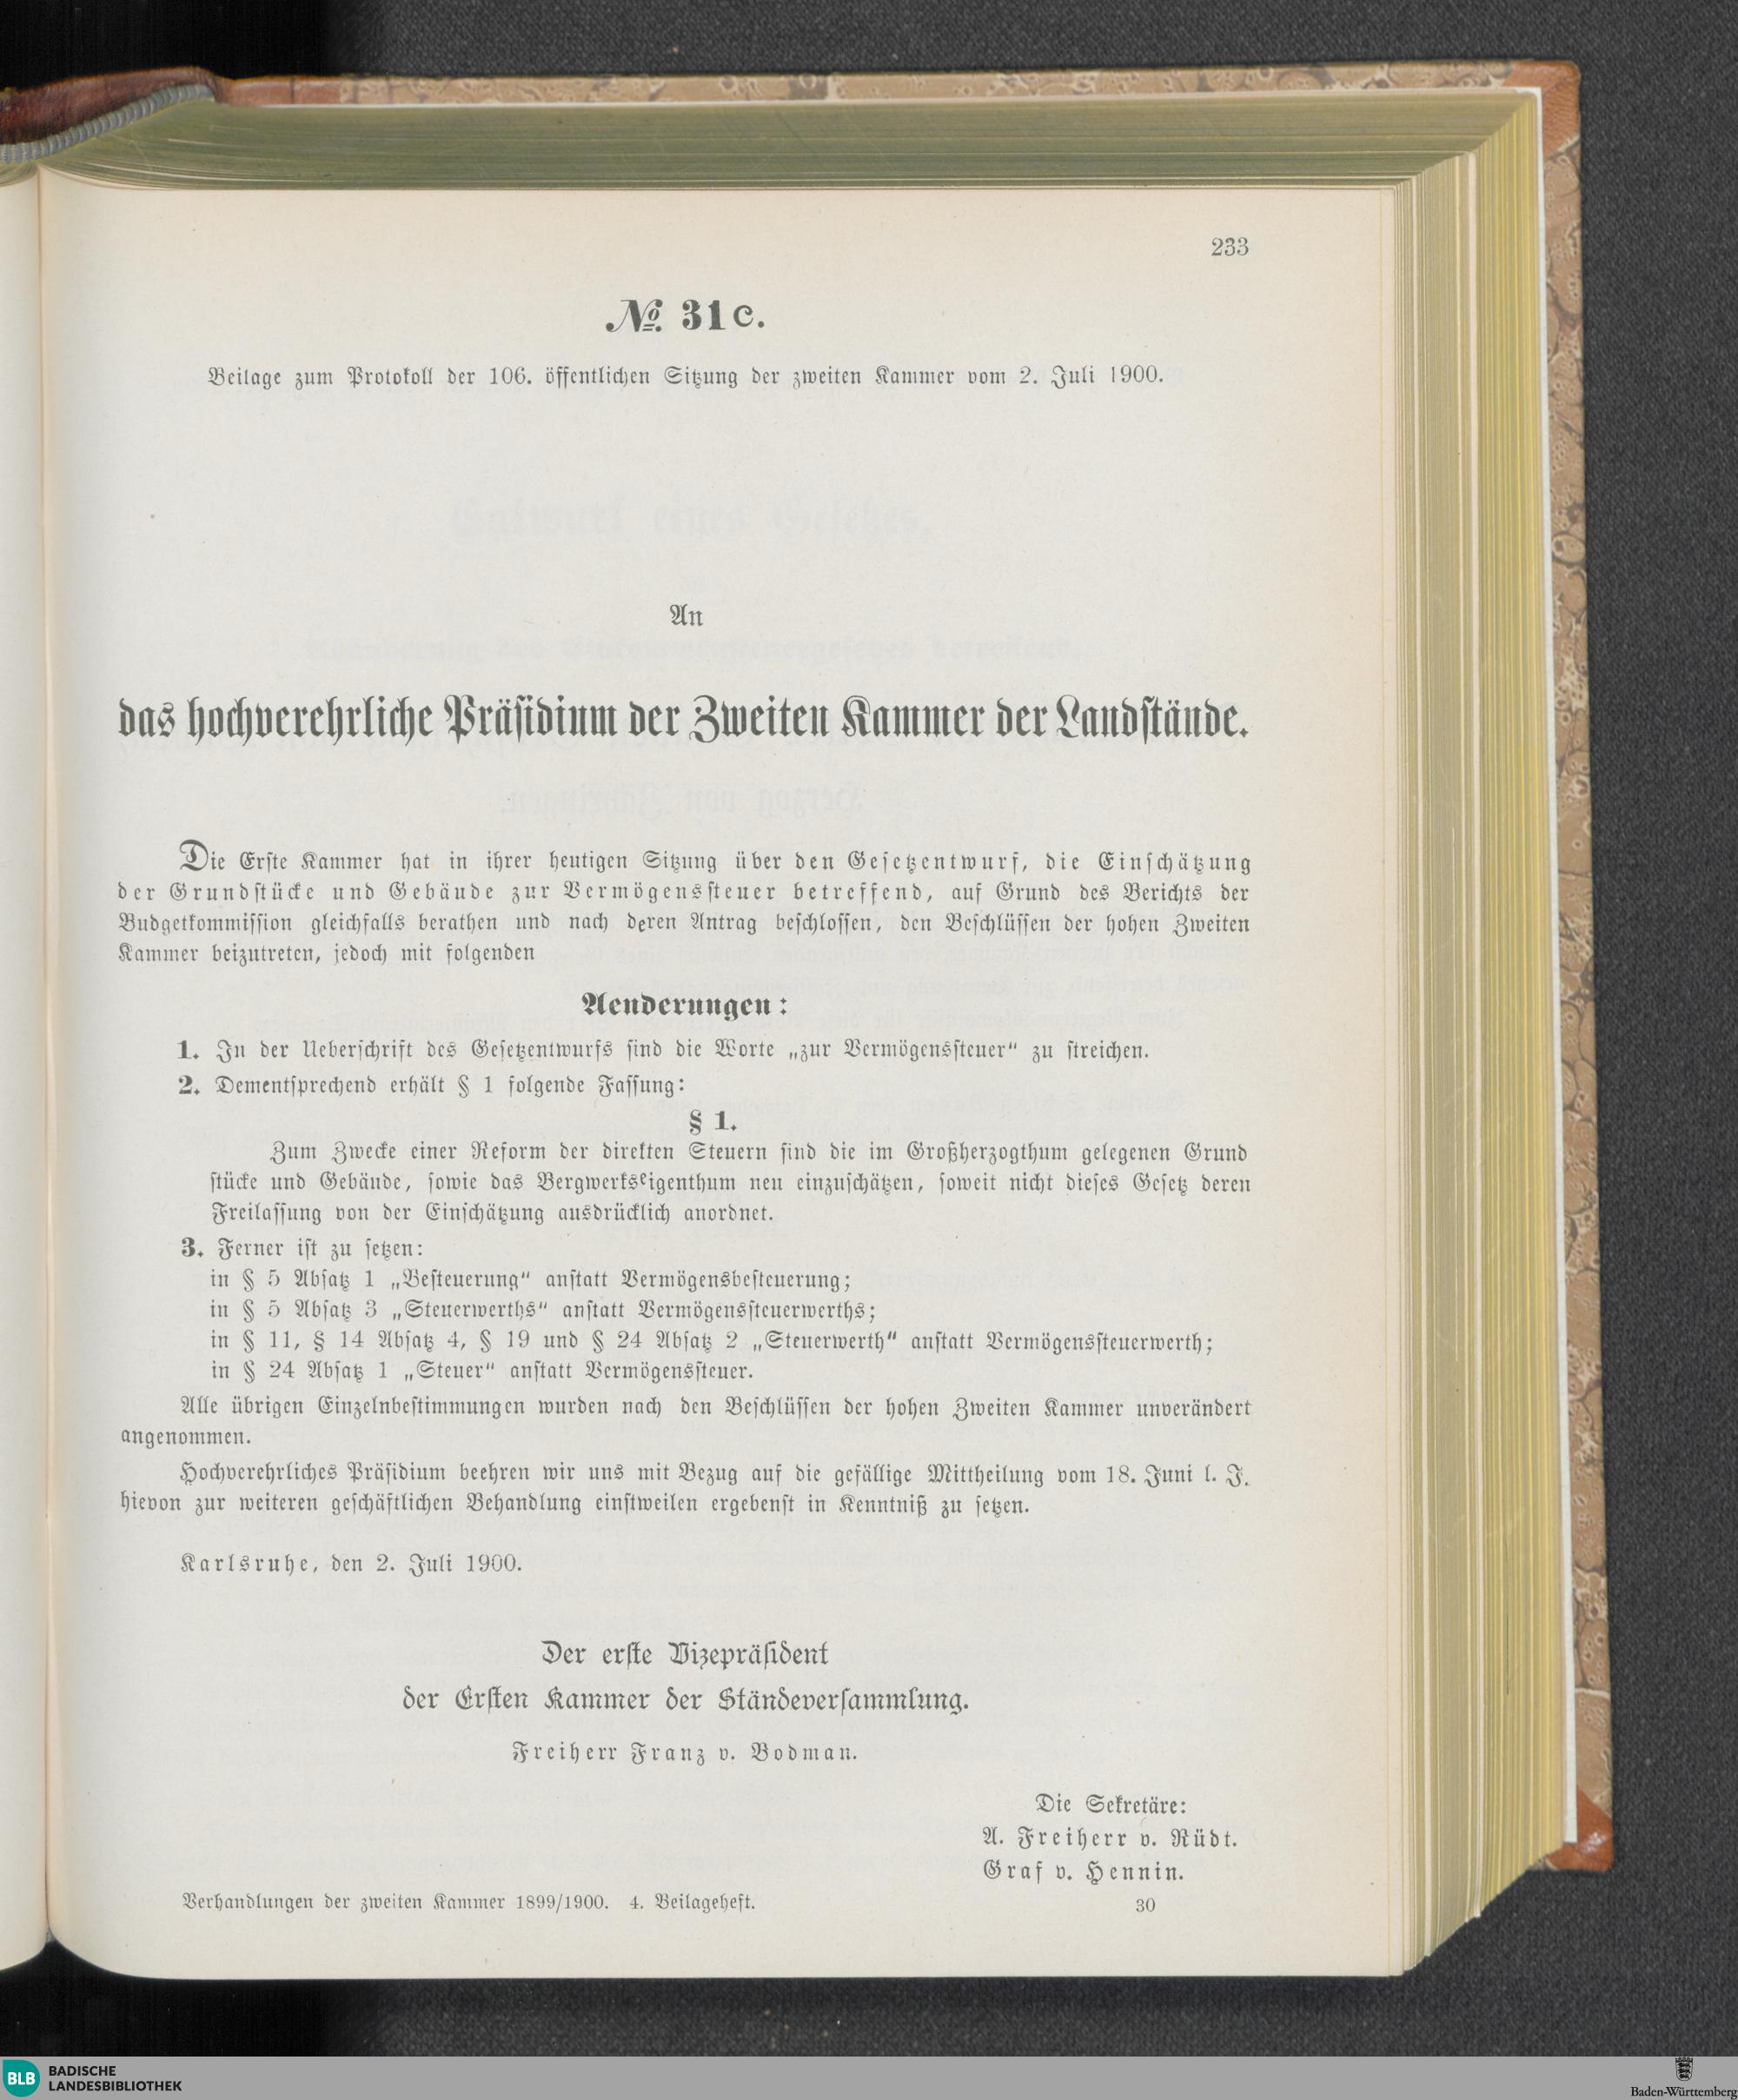 233
№ 31c.
Beilage zum Protokoll der 106. öffentlichen Sitzung der zweiten Kammer vom 2. Juli 1900.
An
das hochverehrliche Präsidium der Zweiten Kammer der Landstände.
Die Erste Kammer hat in ihrer heutigen Sitzung über den Gesetzentwurf, die Einschätzung
der Grundstücke und Gebäude zur Vermögenssteuer betreffend, auf Grund des Berichts der
Budgetkommission gleichfalls berathen und nach deren Antrag beschlossen, den Beschlüssen der hohen Zweiten
Kammer beizutreten, jedoch mit folgenden
Aenderungen:
1. In der Ueberschrift des Gesetzentwurfs sind die Worte „zur Vermögenssteuer“ zu streichen.
2. Dementsprechend erhält § 1 folgende Fassung:
§ 1.
Zum Zwecke einer Reform der direkten Steuern sind die im Großherzogthum gelegenen Grund
stücke und Gebäude, sowie das Bergwerkseigenthum neu einzuschätzen, soweit nicht dieses Gesetz deren
Freilassung von der Einschätzung ausdrücklich anordnet.
3. Ferner ist zu setzen:
in § 5 Absatz 1 „Besteuerung“ anstatt Vermögensbesteuerung;
in § 5 Absatz 3 „Steuerwerths“ anstatt Vermögenssteuerwerths;
in § 11, § 14 Absatz 4, § 19 und § 24 Absatz 2 „Steuerwerth“ anstatt Vermögenssteuerwerth;
in § 24 Absatz 1 „Steuer“ anstatt Vermögenssteuer.
Alle übrigen Einzelnbestimmungen wurden nach den Beschlüssen der hohen Zweiten Kammer unverändert
angenommen.
Hochverehrliches Präsidium beehren wir uns mit Bezug auf die gefällige Mittheilung vom 18. Juni l. J.
hievon zur weiteren geschäftlichen Behandlung einstweilen ergebenst in Kenntniß zu setzen.
Karlsruhe, den 2. Juli 1900.
Der erste Vizepräsident
der Ersten Kammer der Ständeversammlung.
Freiherr Franz v. Bodman.
Die Sekretäre:
A. Freiherr v. Rüdt.
Graf v. Hennin.
Verhandlungen der zweiten Kammer 1899/1900. 4. Beilageheft.
30
BLB BADISCHE
LANDESBIBLIOTHEK
Baden-Württemberg